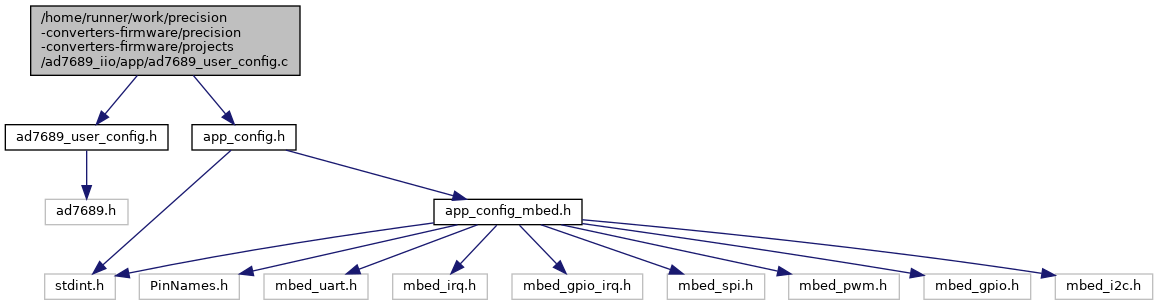 /home/runner/work/precision
-converters-firmware/precision
-converters-firmware/projects
/ad7689_iio/app/ad7689_user_config.c
ad7689_user_config.h
app_config.h
ad7689.h
app_config_mbed.h
stdint.h
PinNames.h
mbed_uart.h
mbed_irq.h
mbed_gpio_irq.h
mbed_spi.h
mbed_pwm.h
mbed_gpio.h
mbed_i2c.h